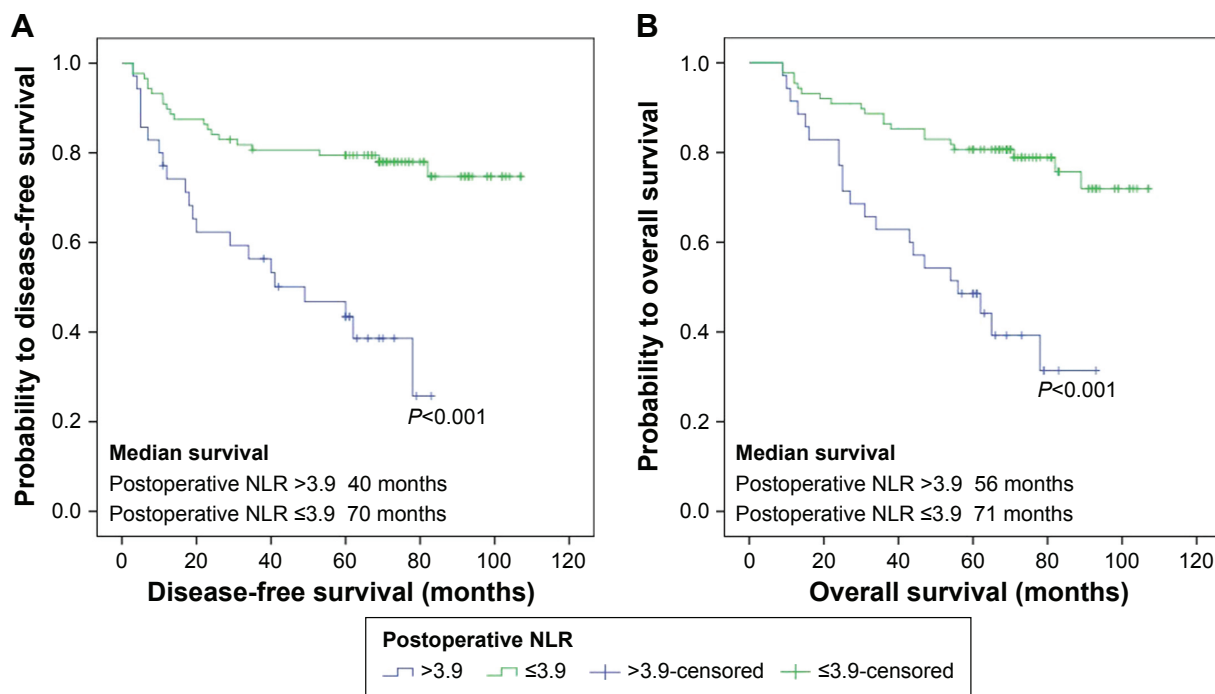 A
Probability to disease-free survival
1.0
0.8
0.6
0.4
0.2
0.0
P<0.001
Median survival
Postoperative NLR >3.9 40 months
Postoperative NLR ≤3.9 70 months
0 20 40 60 80 100 120
Disease-free survival (months)
B
Probability to overall survival
1.0
0.8
0.6
0.4
0.2
0.0
P<0.001
Median survival
Postoperative NLR >3.9 56 months
Postoperative NLR ≤3.9 71 months
0 20 40 60 80 100 120
Overall survival (months)
Postoperative NLR
>3.9 ≤3.9 >3.9-censored ≤3.9-censored